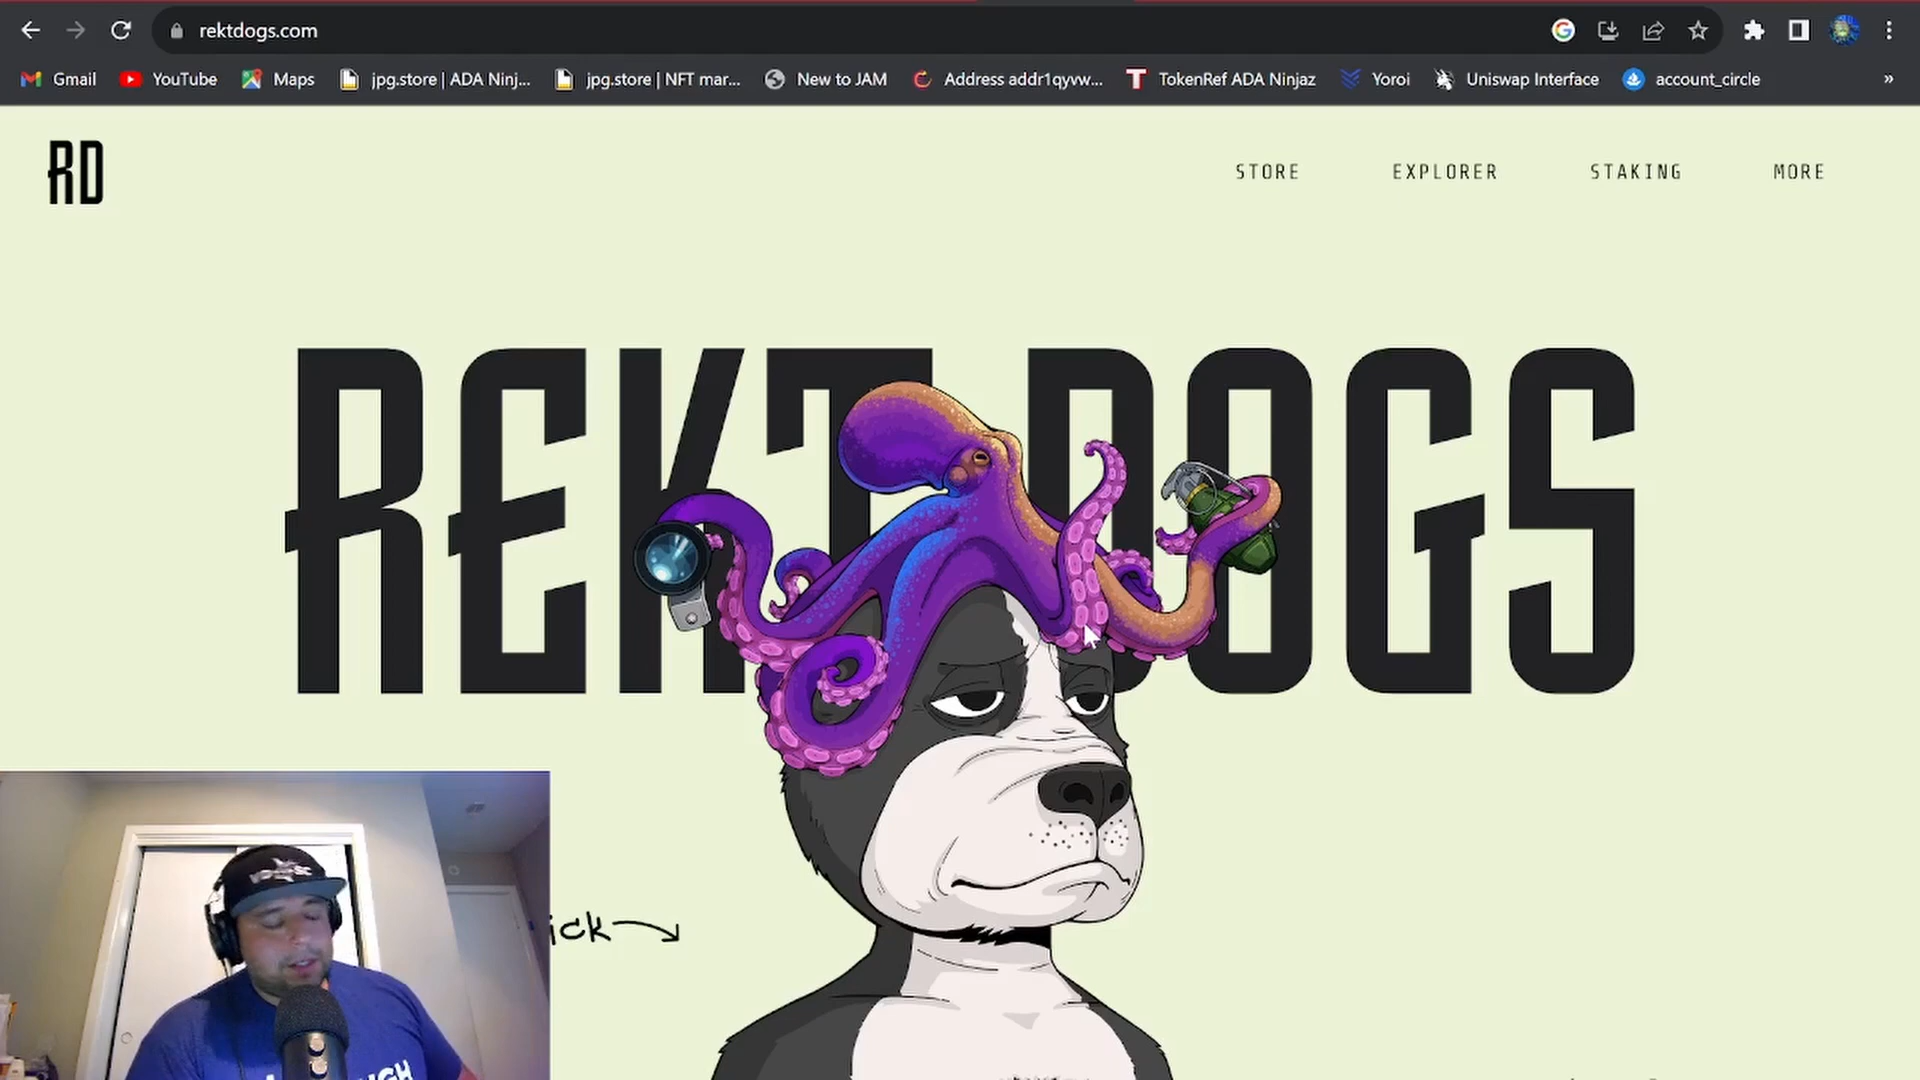 rektdogs.com
Gmail
YouTube
Maps
jpg.store | ADA Ninj...
jpg.store | NFT mar...
New to JAM
Address addr1qyvw...
TokenRef ADA Ninjaz
Yoroi
Uniswap Interface
account_circle
»
RD
STORE
EXPLORER
STAKING
MORE
REKT DOGS
ick